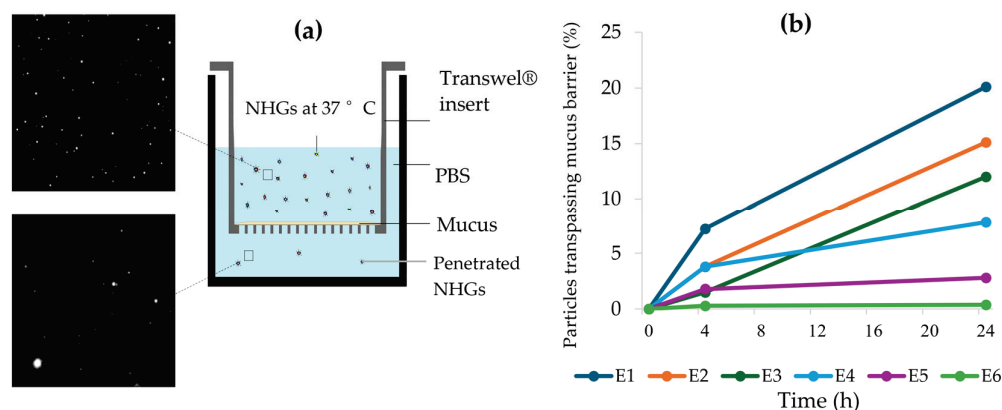 (a)
Transwel®
insert
NHGs at 37 ° C
PBS
Mucus
Penetrated
NHGs
(b)
Particles transpassing mucus barrier (%)
25
20
15
10
5
0
0 4 8 12 16 20 24
E1 E2 E3 E4 E5 E6
Time (h)